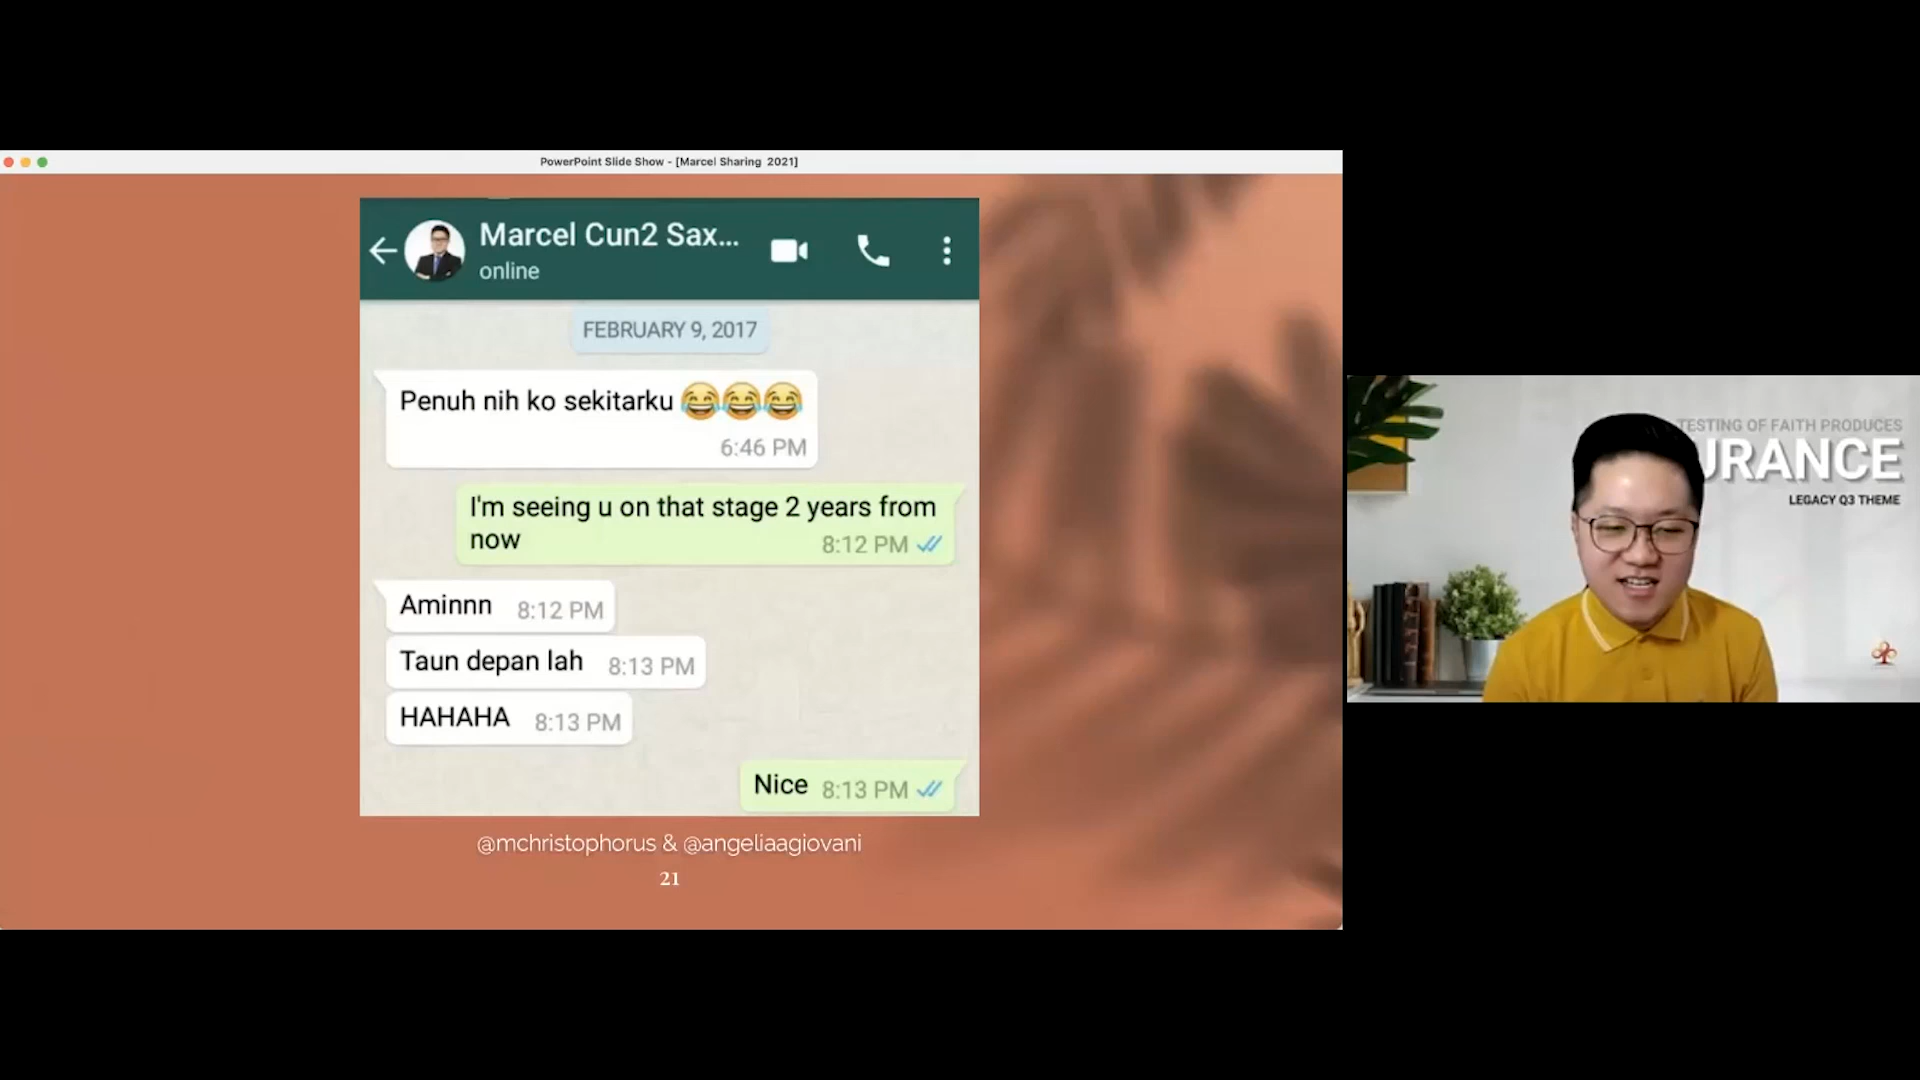 PowerPoint Slide Show - [Marcel Sharing 2021]
Marcel Cun2 Sax...
online
FEBRUARY 9, 2017
Penuh nih ko sekitarku 😂😂😂
6:46 PM
I'm seeing u on that stage 2 years from
now
8:12 PM
Aminnn 8:12 PM
Taun depan lah 8:13 PM
HAHAHA 8:13 PM
Nice 8:13 PM
@mchristophorus & @angeliaagiovani
21
TESTING OF FAITH PRODUCES
URANCE
LEGACY Q3 THEME